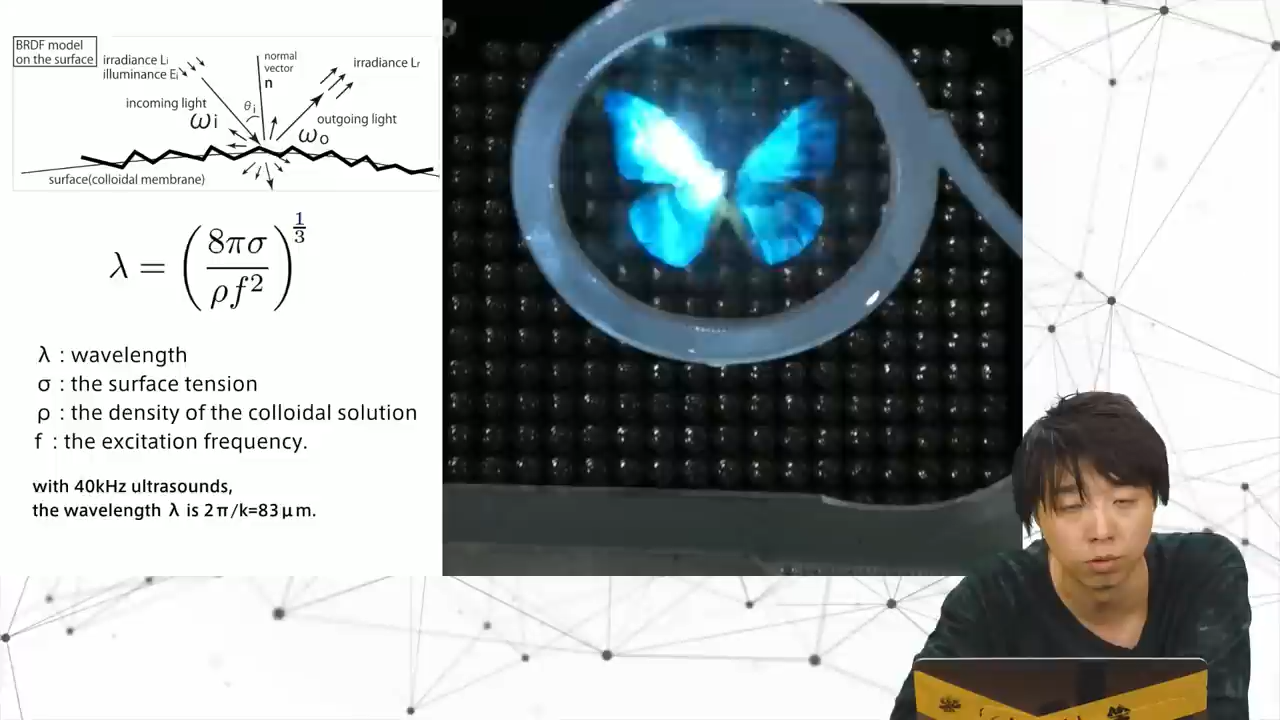 BRDF model
on the surface
irradiance Li
illuminance Ei
normal
vector
n
irradiance Lr
incoming light
ωi
θi
outgoing light
ωo
surface(colloidal membrane)
λ = (8πσ / ρf²)^(1/3)
λ : wavelength
σ : the surface tension
ρ : the density of the colloidal solution
f : the excitation frequency.
with 40kHz ultrasounds,
the wavelength λ is 2π/k=83μm.